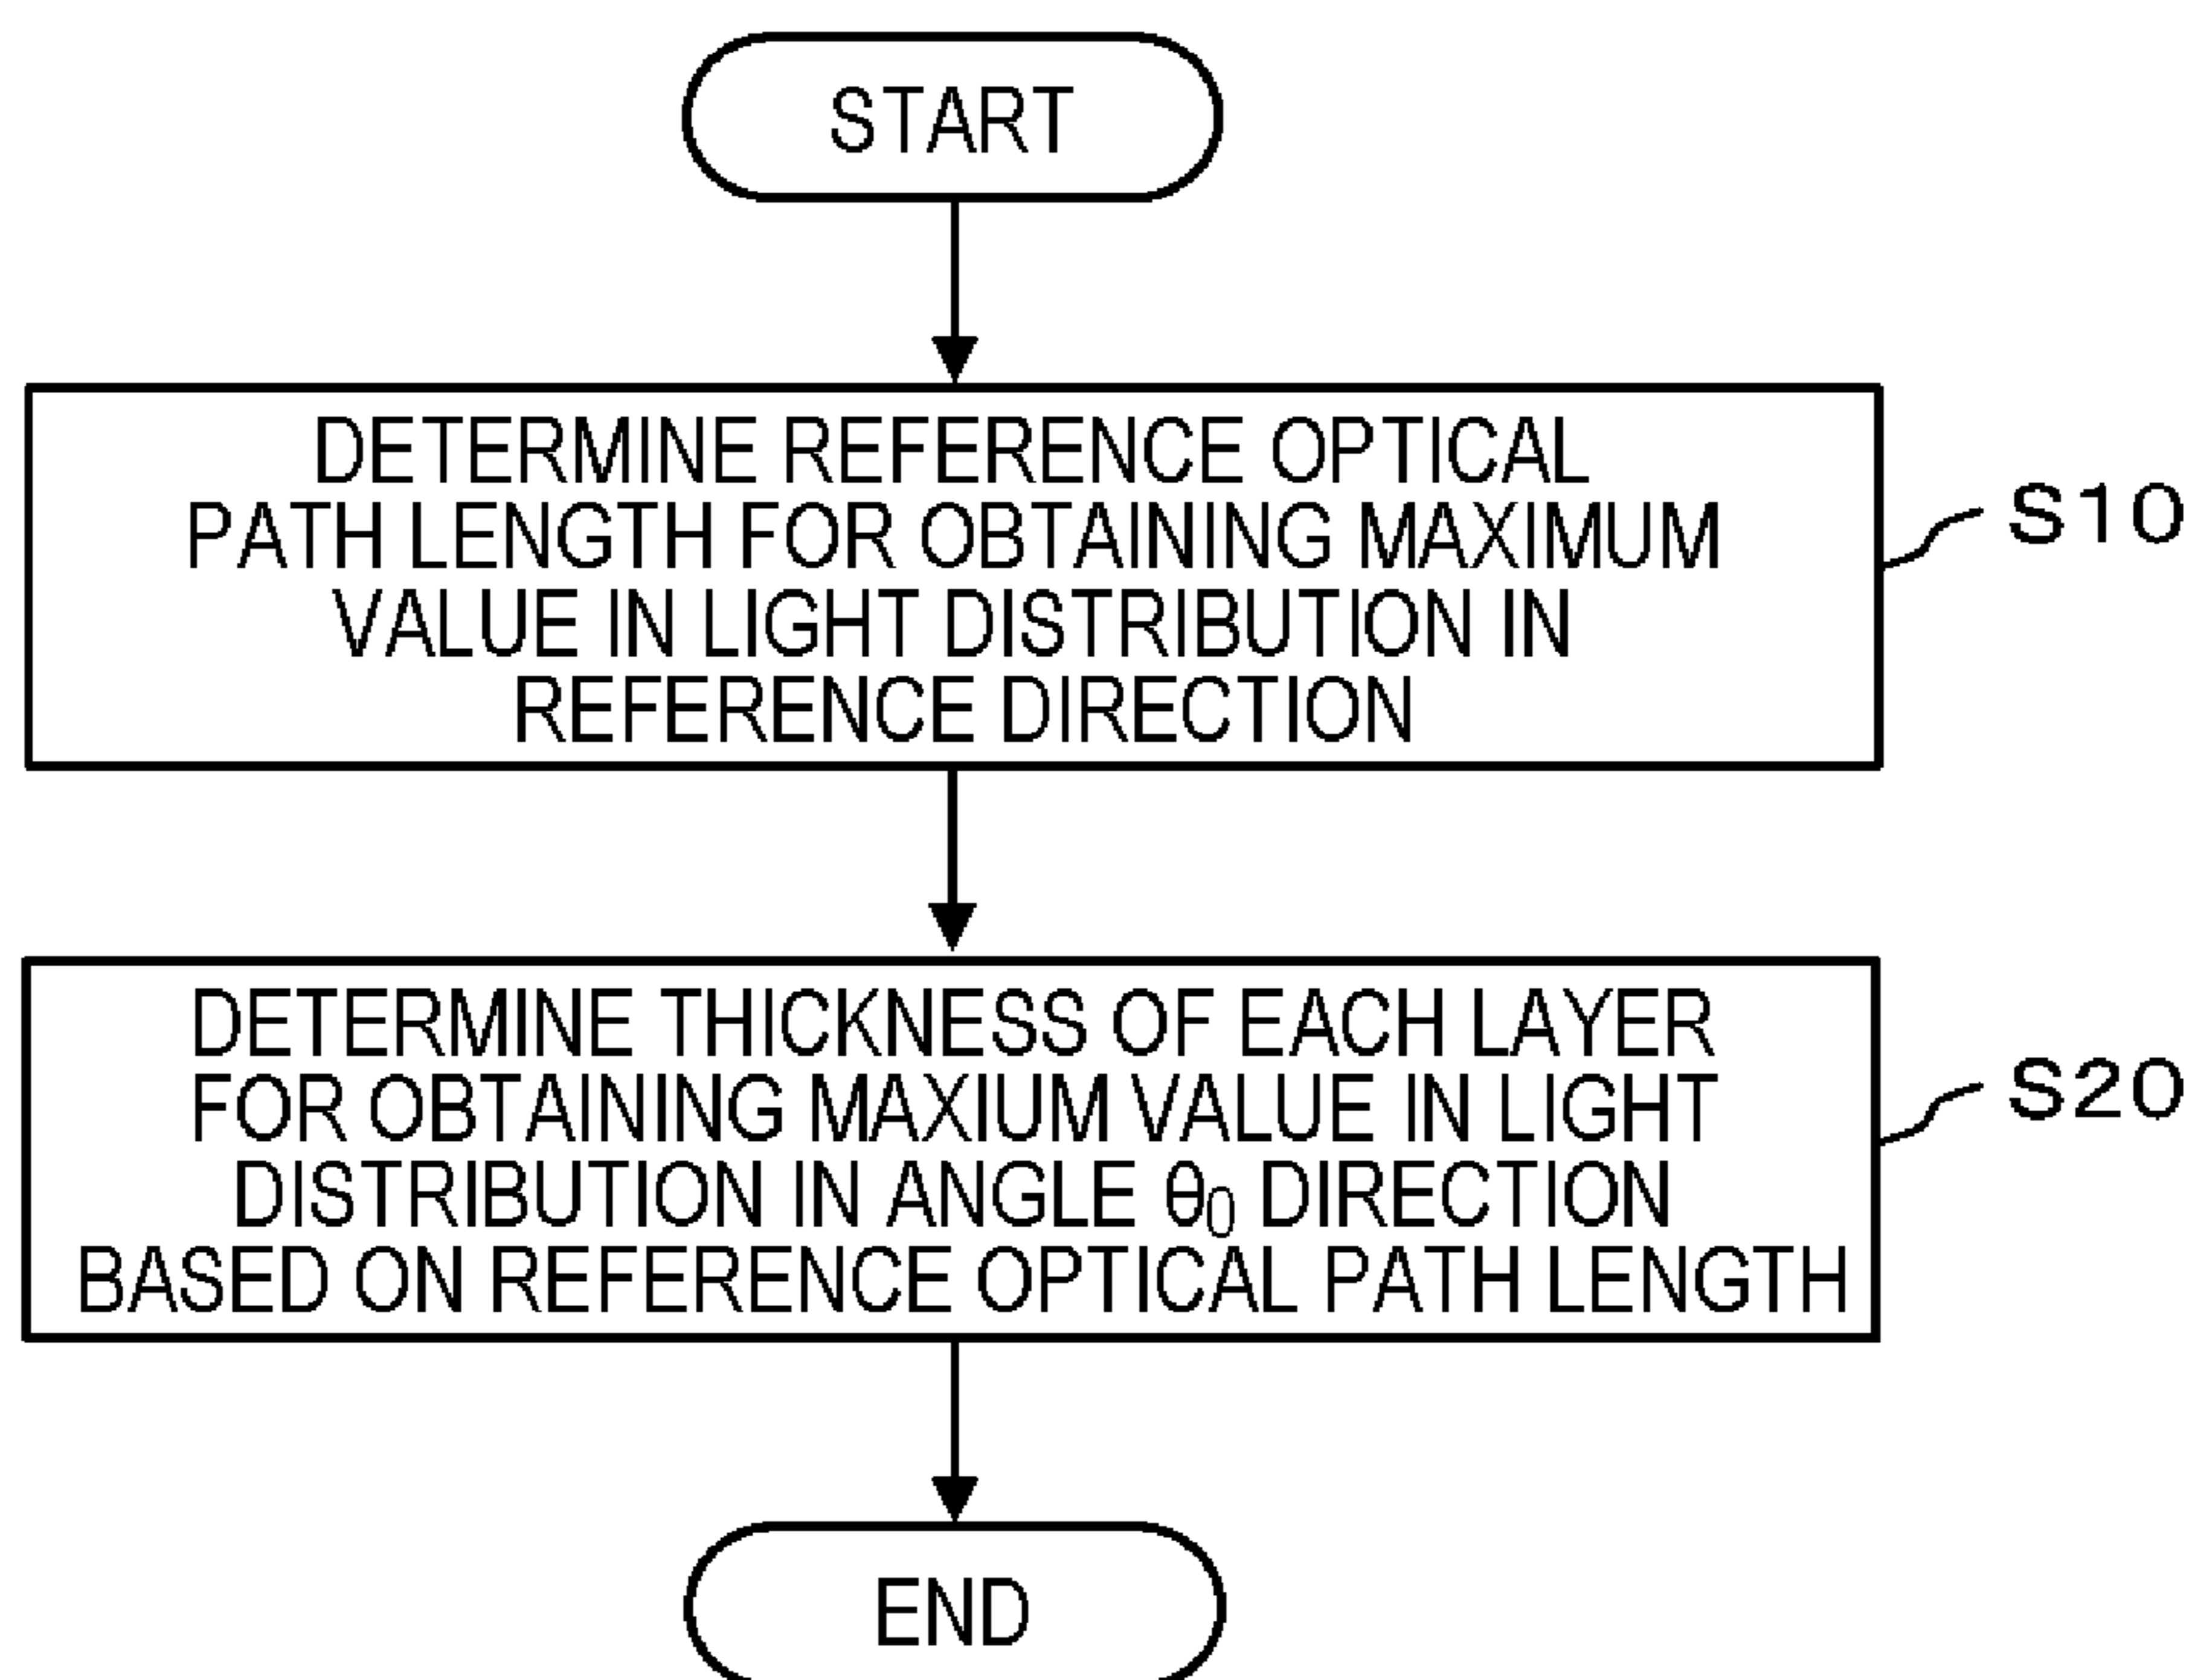 START
DETERMINE REFERENCE OPTICAL
PATH LENGTH FOR OBTAINING MAXIMUM
VALUE IN LIGHT DISTRIBUTION IN
REFERENCE DIRECTION
S10
DETERMINE THICKNESS OF EACH LAYER
FOR OBTAINING MAXIUM VALUE IN LIGHT
DISTRIBUTION IN ANGLE θ₀ DIRECTION
BASED ON REFERENCE OPTICAL PATH LENGTH
S20
END